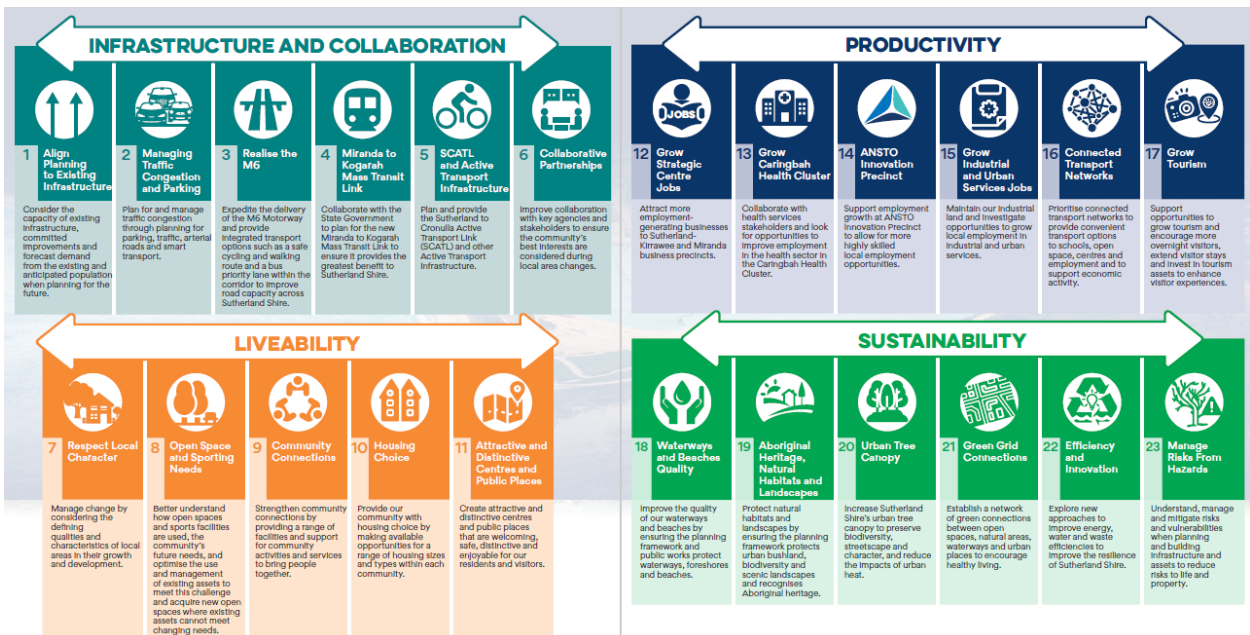 INFRASTRUCTURE AND COLLABORATION
1
Align
Planning
to Existing
Infrastructure
Consider the
capacity of existing
infrastructure,
committed
improvements and
forecast demand
from the existing and
anticipated population
when planning for the
future.
2
Managing
Traffic
Congestion
and Parking
Plan for and manage
traffic congestion
through planning for
parking, traffic, arterial
roads and smart
transport.
3
Realise the
M6
Expedite the delivery
of the M6 Motorway
and provide
integrated transport
options such as a safe
cycling and walking
route and a bus
priority lane within the
corridor to improve
road capacity across
Sutherland Shire.
4
Miranda to
Kogarah
Mass Transit
Link
Collaborate with the
State Government
to plan for the new
Miranda to Kogarah
Mass Transit Link to
ensure it provides the
greatest benefit to
Sutherland Shire.
5
SCATL
and Active
Transport
Infrastructure
Plan and provide
the Sutherland to
Cronulla Active
Transport Link
(SCATL) and other
Active Transport
Infrastructure.
6
Collaborative
Partnerships
Improve collaboration
with key agencies and
stakeholders to ensure
the community's
best interests are
considered during
local area changes.
PRODUCTIVITY
JOBS
12
Grow
Strategic
Centre
Jobs
Attract more
employment-
generating businesses
to Sutherland-
Kirrawee and Miranda
business precincts.
13
Grow
Caringbah
Health Cluster
Collaborate with
health services
stakeholders and look
for opportunities to
improve employment
in the health sector in
the Caringbah Health
Cluster.
14
ANSTO
Innovation
Precinct
Support employment
growth at ANSTO
Innovation Precinct
to allow for more
highly skilled
local employment
opportunities.
15
Grow
Industrial
and Urban
Services Jobs
Maintain our industrial
land and investigate
opportunities to grow
local employment in
industrial and urban
services.
16
Connected
Transport
Networks
Prioritise connected
transport networks to
provide convenient
transport options
to schools, open
space, centres and
employment and to
support economic
activity.
17
Grow
Tourism
Support
opportunities to
grow tourism and
encourage more
overnight visitors,
extend visitor stays
and invest in tourism
assets to enhance
visitor experiences.
LIVEABILITY
7
Respect Local
Character
Manage change by
considering the
defining
qualities and
characteristics of local
areas in their growth
and development.
8
Open Space
and Sporting
Needs
Better understand
how open spaces
and sports facilities
are used, the
community's
future needs, and
optimise the use
and management
of existing assets to
meet this challenge
and acquire new open
spaces where existing
assets cannot meet
changing needs.
9
Community
Connections
Strengthen community
connections by
providing a range of
facilities and support
for community
activities and services
to bring people
together.
10
Housing
Choice
Provide our
community with
housing choice by
making available
opportunities for a
range of housing sizes
and types within each
community.
11
Attractive and
Distinctive
Centres and
Public Places
Create attractive and
distinctive centres
and public places
that are welcoming,
safe, distinctive and
enjoyable for our
residents and visitors.
SUSTAINABILITY
18
Waterways
and Beaches
Quality
Improve the quality
of our waterways
and beaches by
ensuring the planning
framework and
public works protect
waterways, foreshores
and beaches.
19
Aboriginal
Heritage,
Natural
Habitats and
Landscapes
Protect natural
habitats and
landscapes by
ensuring the planning
framework protects
urban bushland,
biodiversity and
scenic landscapes
and recognises
Aboriginal heritage.
20
Urban Tree
Canopy
Increase Sutherland
Shire's urban tree
canopy to preserve
biodiversity,
streetscape and
character, and reduce
the impacts of urban
heat.
21
Green Grid
Connections
Establish a network
of green connections
between open
spaces, natural areas,
waterways and urban
places to encourage
healthy living.
22
Efficiency
and
Innovation
Explore new
approaches to
improve energy,
water and waste
efficiencies to
improve the resilience
of Sutherland Shire.
23
Manage
Risks From
Hazards
Understand, manage
and mitigate risks
and vulnerabilities
when planning
and building
infrastructure and
assets to reduce
risks to life and
property.